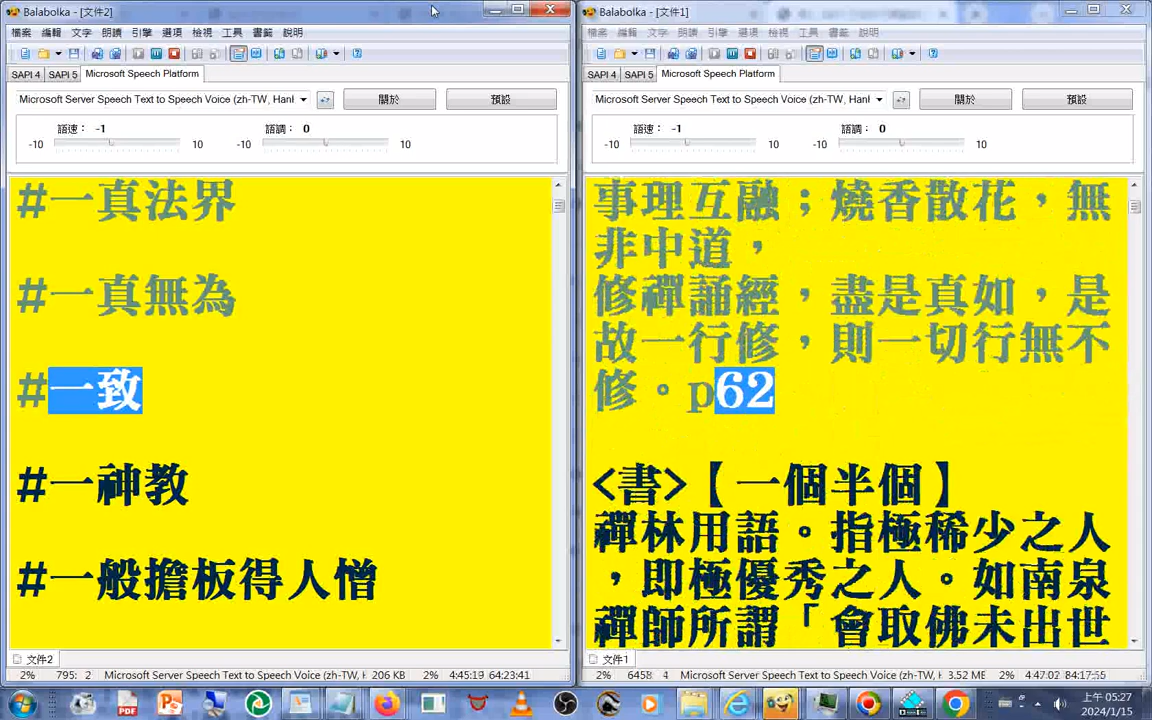 Balabolka - [文件2]
檔案 編輯 文字 朗讀 引擎 選項 檢視 工具 書籤 說明
SAPI 4 SAPI 5 Microsoft Speech Platform
Microsoft Server Speech Text to Speech Voice (zh-TW, Hanl
關於 預設
語速： -1 語調： 0
-10 10 -10 10
#一真法界
#一真無為
#一致
#一神教
#一般擔板得人憎
文件2
2% 795: 2 Microsoft Server Speech Text to Speech Voice (zh-TW, H 206 KB 2% 4:45:19 64:23:41
Balabolka - [文件1]
檔案 編輯 文字 朗讀 引擎 選項 檢視 工具 書籤 說明
SAPI 4 SAPI 5 Microsoft Speech Platform
Microsoft Server Speech Text to Speech Voice (zh-TW, Hanl
關於 預設
語速： -1 語調： 0
-10 10 -10 10
事理互融；燒香散花，無
非中道，
修禪誦經，盡是真如，是
故一行修，則一切行無不
修。p62
<書>【一個半個】
禪林用語。指極稀少之人
，即極優秀之人。如南泉
禪師所謂「會取佛未出世
文件1
2% 6458 4 Microsoft Server Speech Text to Speech Voice (zh-TW, H 3.52 MB 2% 4:47:02 84:17:55
上午 05:27
2024/1/15